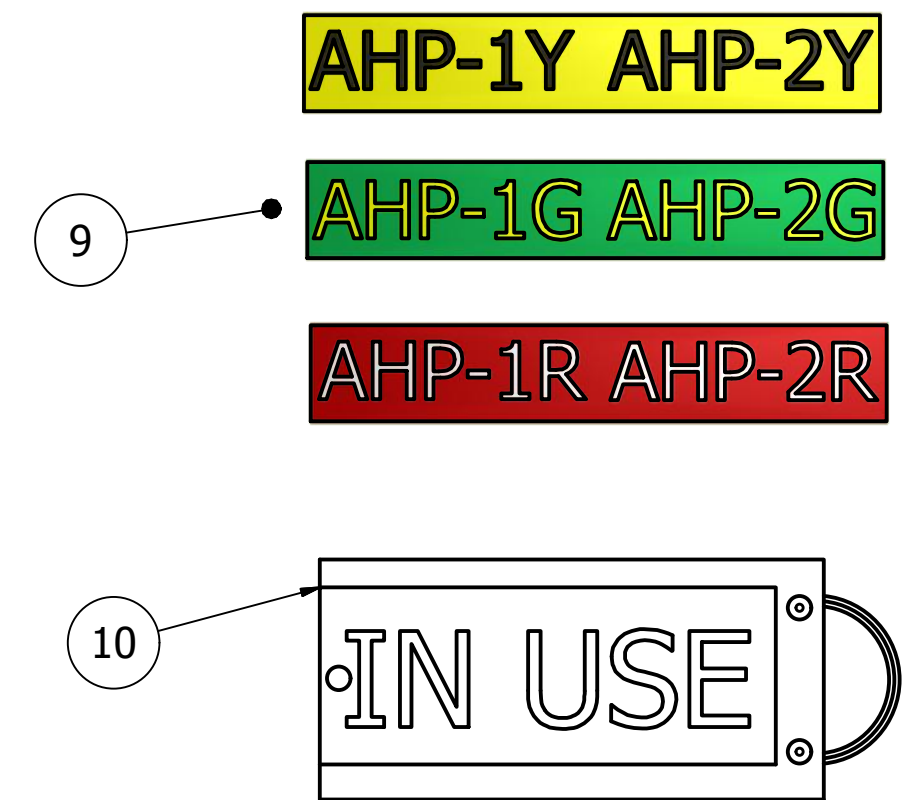 AHP-1Y AHP-2Y
9
AHP-1G AHP-2G
AHP-1R AHP-2R
10
IN USE